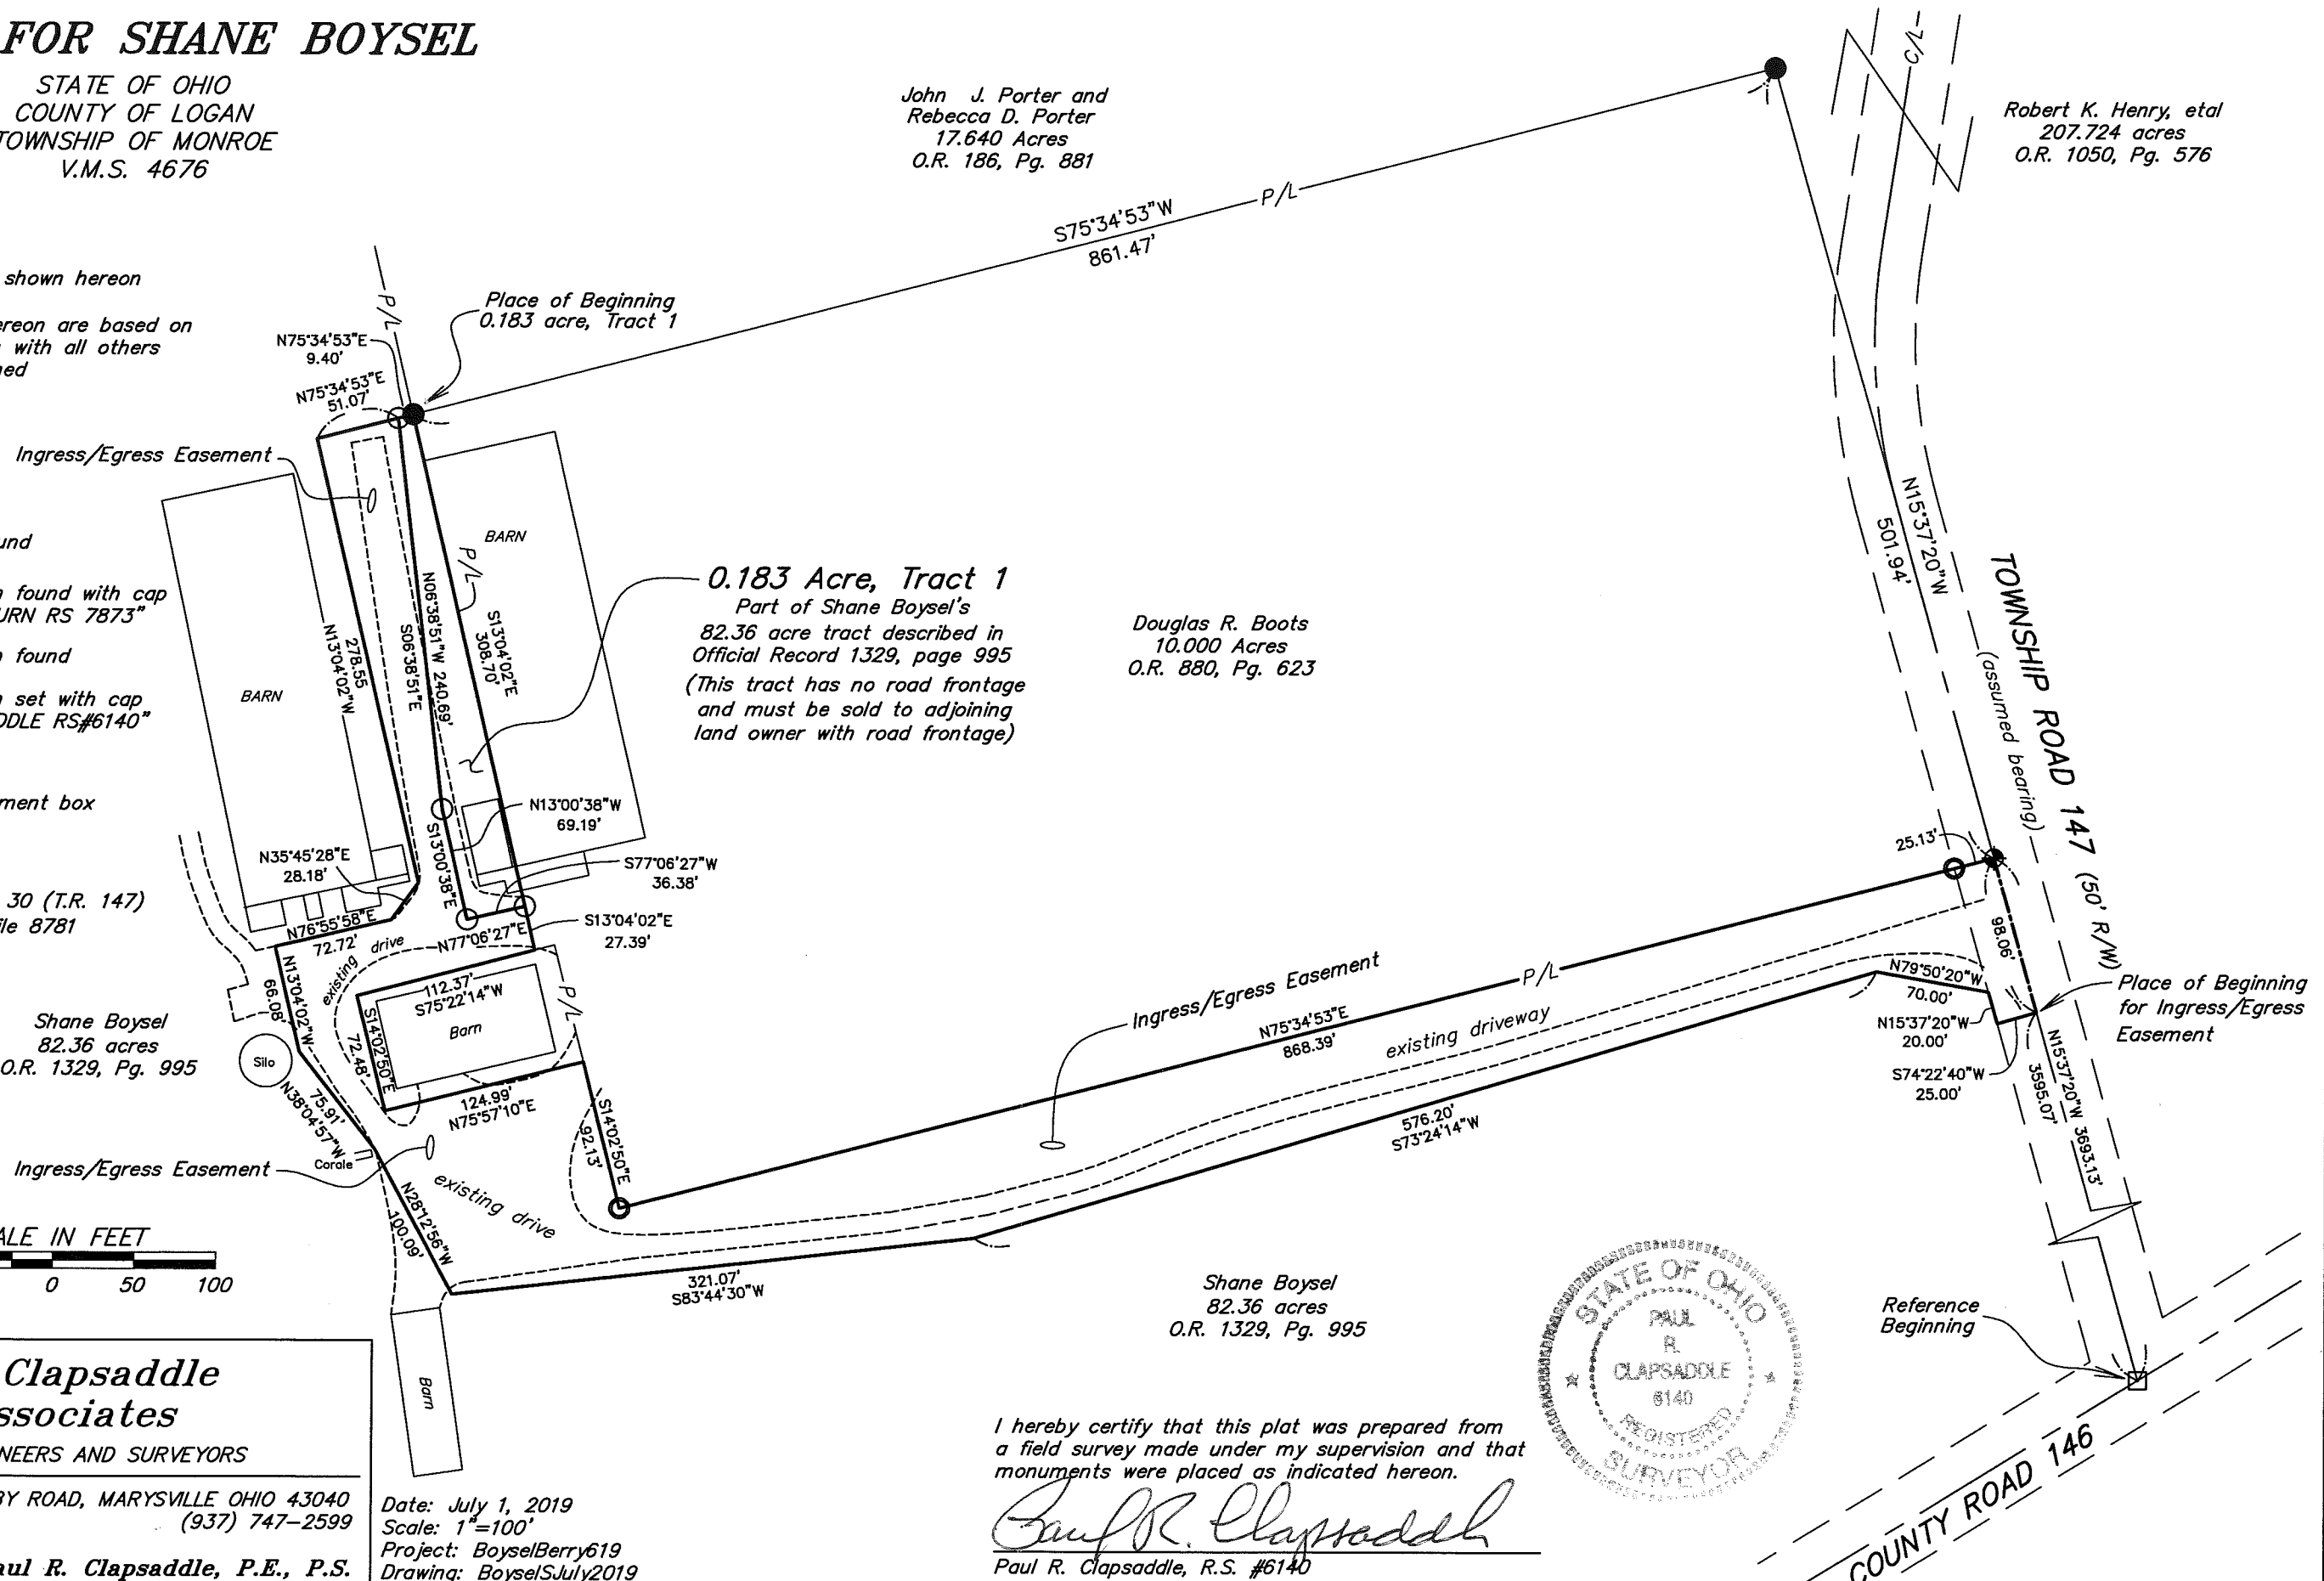 FOR SHANE BOYSEL
STATE OF OHIO
COUNTY OF LOGAN
TOWNSHIP OF MONROE
V.M.S. 4676
John J. Porter and
Rebecca D. Porter
17.640 Acres
O.R. 186, Pg. 881
Robert K. Henry, etal
207.724 acres
O.R. 1050, Pg. 576
C/L
S75°34'53"W
861.47'
P/L
shown hereon
ereon are based on
with all others
P/L
Place of Beginning
0.183 acre, Tract 1
N75°34'53"E
9.40'
N75°34'53"E
51.07'
Ingress/Egress Easement
BARN
P/L
BARN
found with cap
URN RS 7873"
found
set with cap
DDLE RS#6140"
ment box
30 (T.R. 147)
ile 8781
278.55
N13°04'02"W
S06°38'51"E
N06°38'51"W 240.69'
S13°04'02"E
308.70'
0.183 Acre, Tract 1
Part of Shane Boysel's
82.36 acre tract described in
Official Record 1329, page 995
(This tract has no road frontage
and must be sold to adjoining
land owner with road frontage)
Douglas R. Boots
10.000 Acres
O.R. 880, Pg. 623
N15°37'20"W
501.94'
TOWNSHIP ROAD 147 (50' R/W)
(assumed bearing)
N13°00'38"W
69.19'
S13°00'38"E
S77°06'27"W
36.38'
N35°45'28"E
28.18'
N76°55'58"E
72.72'
existing drive
N77°06'27"E
S13°04'02"E
27.39'
N13°04'02"W
66.08'
112.37'
S75°22'14"W
Barn
P/L
S14°02'50"E
72.48'
124.99'
N75°57'10"E
Shane Boysel
82.36 acres
O.R. 1329, Pg. 995
Silo
75.91'
N38°04'57"W
Corale
Ingress/Egress Easement
N28°12'56"W
100.09'
existing drive
S14°02'50"E
92.13'
Ingress/Egress Easement
P/L
N75°34'53"E
868.39'
existing driveway
25.13'
98.06'
N79°50'20"W
70.00'
N15°37'20"W
20.00'
S74°22'40"W
25.00'
Place of Beginning
for Ingress/Egress
Easement
N15°37'20"W 3693.13'
3595.07'
576.20'
S73°24'14"W
321.07'
S83°44'30"W
ALE IN FEET
0 50 100
Barn
Shane Boysel
82.36 acres
O.R. 1329, Pg. 995
Reference
Beginning
COUNTY ROAD 146
STATE OF OHIO
PAUL
R.
CLAPSADDLE
6140
REGISTERED
SURVEYOR
Clapsaddle
ssociates
NEERS AND SURVEYORS
BY ROAD, MARYSVILLE OHIO 43040
(937) 747-2599
aul R. Clapsaddle, P.E., P.S.
Date: July 1, 2019
Scale: 1"=100'
Project: BoyselBerry619
Drawing: BoyselSJuly2019
I hereby certify that this plat was prepared from
a field survey made under my supervision and that
monuments were placed as indicated hereon.
Paul R. Clapsaddle
Paul R. Clapsaddle, R.S. #6140